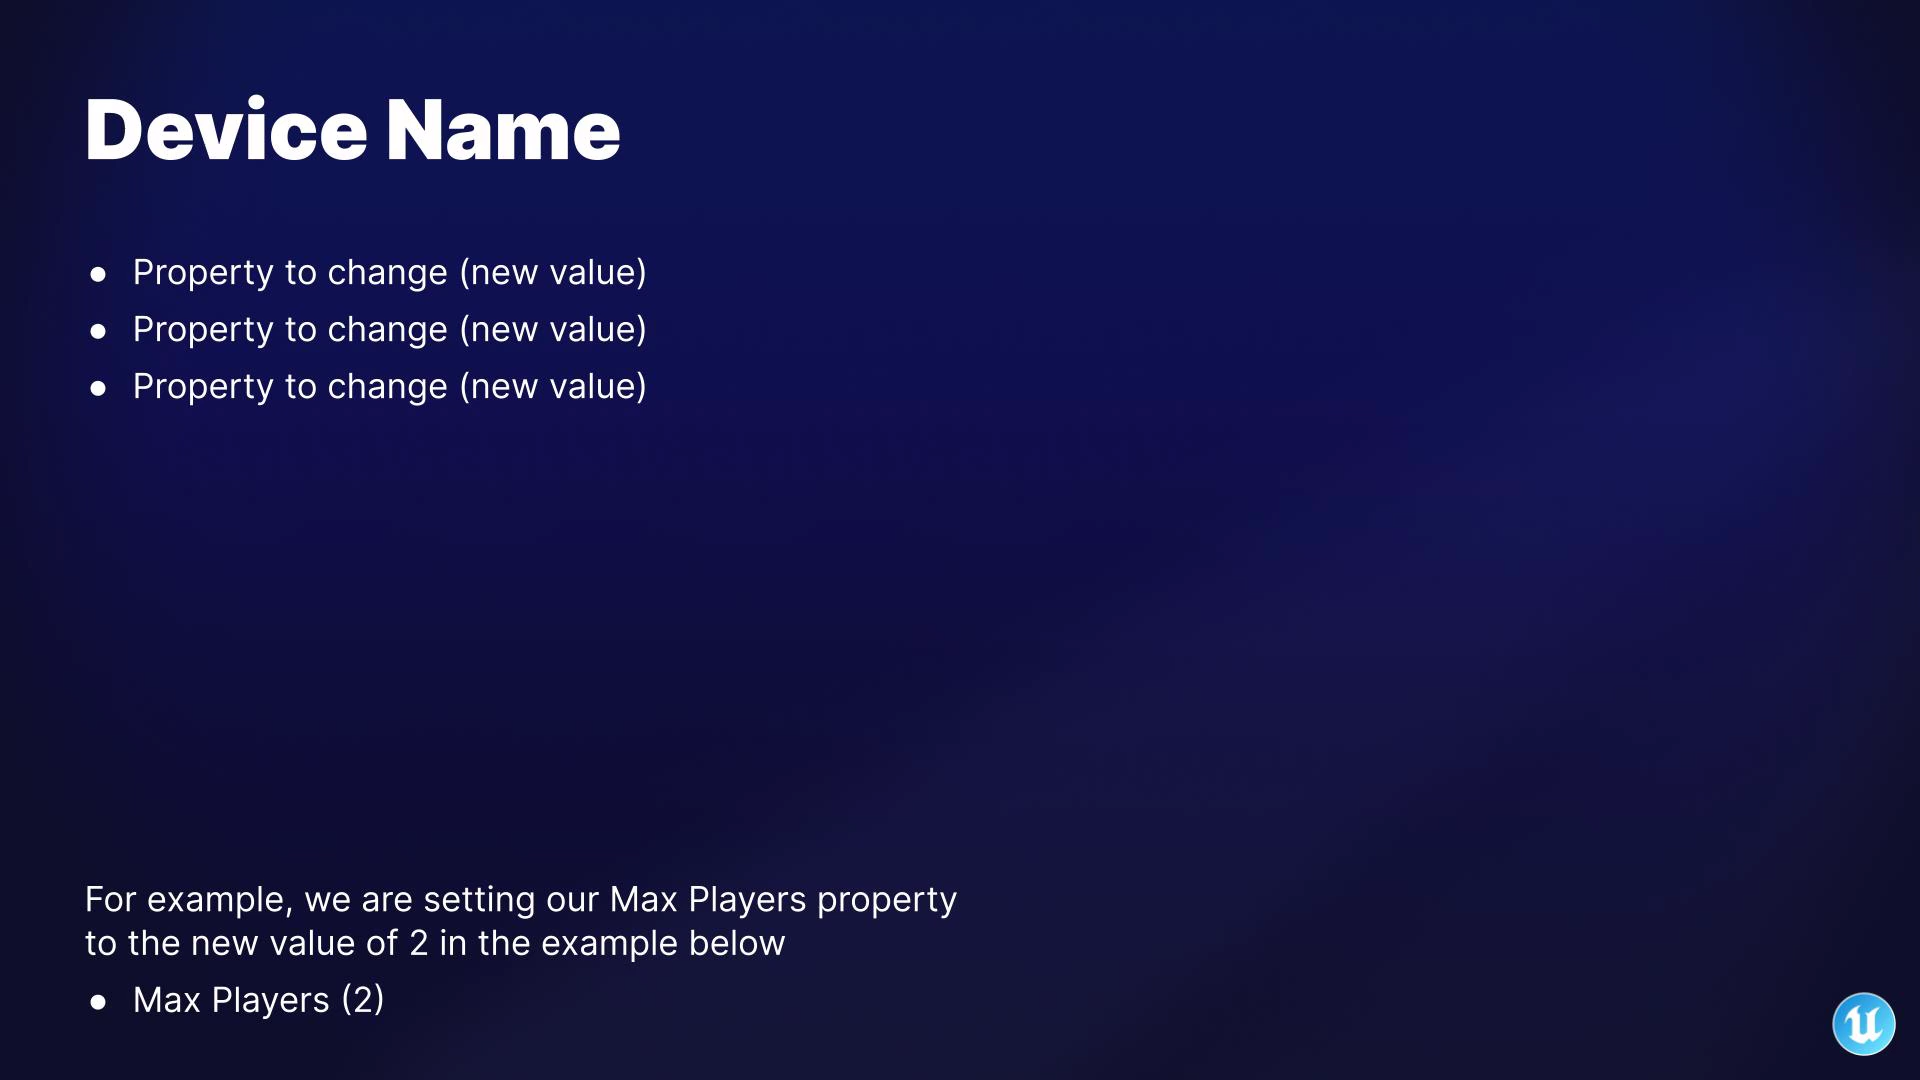 Device Name
● Property to change (new value)
● Property to change (new value)
● Property to change (new value)
For example, we are setting our Max Players property
to the new value of 2 in the example below
● Max Players (2)